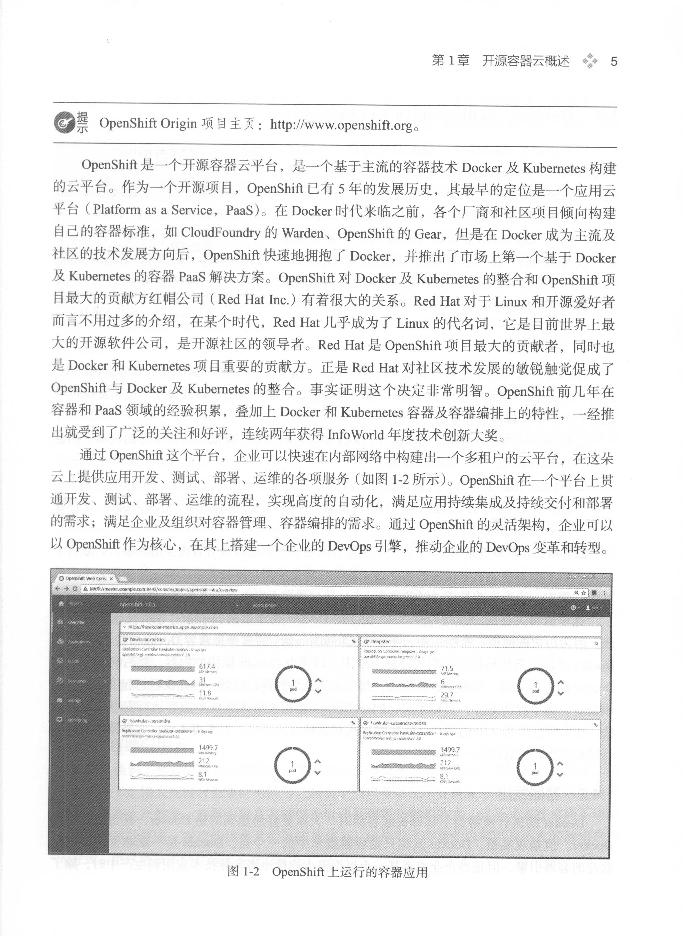 第1章 开源容器云概述 5
提示 OpenShift Origin 项目主页：http://www.openshift.org。
OpenShift 是一个开源容器云平台，是一个基于主流的容器技术 Docker 及 Kubernetes 构建
的云平台。作为一个开源项目，OpenShift 已有 5 年的发展历史，其最早的定位是一个应用云
平台（Platform as a Service，PaaS）。在 Docker 时代来临之前，各个厂商和社区项目倾向构建
自己的容器标准，如 CloudFoundry 的 Warden、OpenShift 的 Gear，但是在 Docker 成为主流及
社区的技术发展方向后，OpenShift 快速地拥抱了 Docker，并推出了市场上第一个基于 Docker
及 Kubernetes 的容器 PaaS 解决方案。OpenShift 对 Docker 及 Kubernetes 的整合和 OpenShift 项
目最大的贡献方红帽公司（Red Hat Inc.）有着很大的关系。Red Hat 对于 Linux 和开源爱好者
而言不用过多的介绍，在某个时代，Red Hat 几乎成为了 Linux 的代名词，它是目前世界上最
大的开源软件公司，是开源社区的领导者。Red Hat 是 OpenShift 项目最大的贡献者，同时也
是 Docker 和 Kubernetes 项目重要的贡献方。正是 Red Hat 对社区技术发展的敏锐触觉促成了
OpenShift 与 Docker 及 Kubernetes 的整合。事实证明这个决定非常明智。OpenShift 前几年在
容器和 PaaS 领域的经验积累，叠加上 Docker 和 Kubernetes 容器及容器编排上的特性，一经推
出就受到了广泛的关注和好评，连续两年获得 InfoWorld 年度技术创新大奖。
通过 OpenShift 这个平台，企业可以快速在内部网络中构建出一个多租户的云平台，在这朵
云上提供应用开发、测试、部署、运维的各项服务（如图 1-2 所示）。OpenShift 在一个平台上贯
通开发、测试、部署、运维的流程，实现高度的自动化，满足应用持续集成及持续交付和部署
的需求；满足企业及组织对容器管理、容器编排的需求。通过 OpenShift 的灵活架构，企业可以
以 OpenShift 作为核心，在其上搭建一个企业的 DevOps 引擎，推动企业的 DevOps 变革和转型。
OpenShift Web Cons
hawkular-metrics
617.4
31
11.8
1 pod
heapster
71.5
6
29.7
1 pod
hawkular-cassandra
1499.7
212
8.1
1 pod
1499.7
212
8.1
1 pod
图 1-2 OpenShift 上运行的容器应用